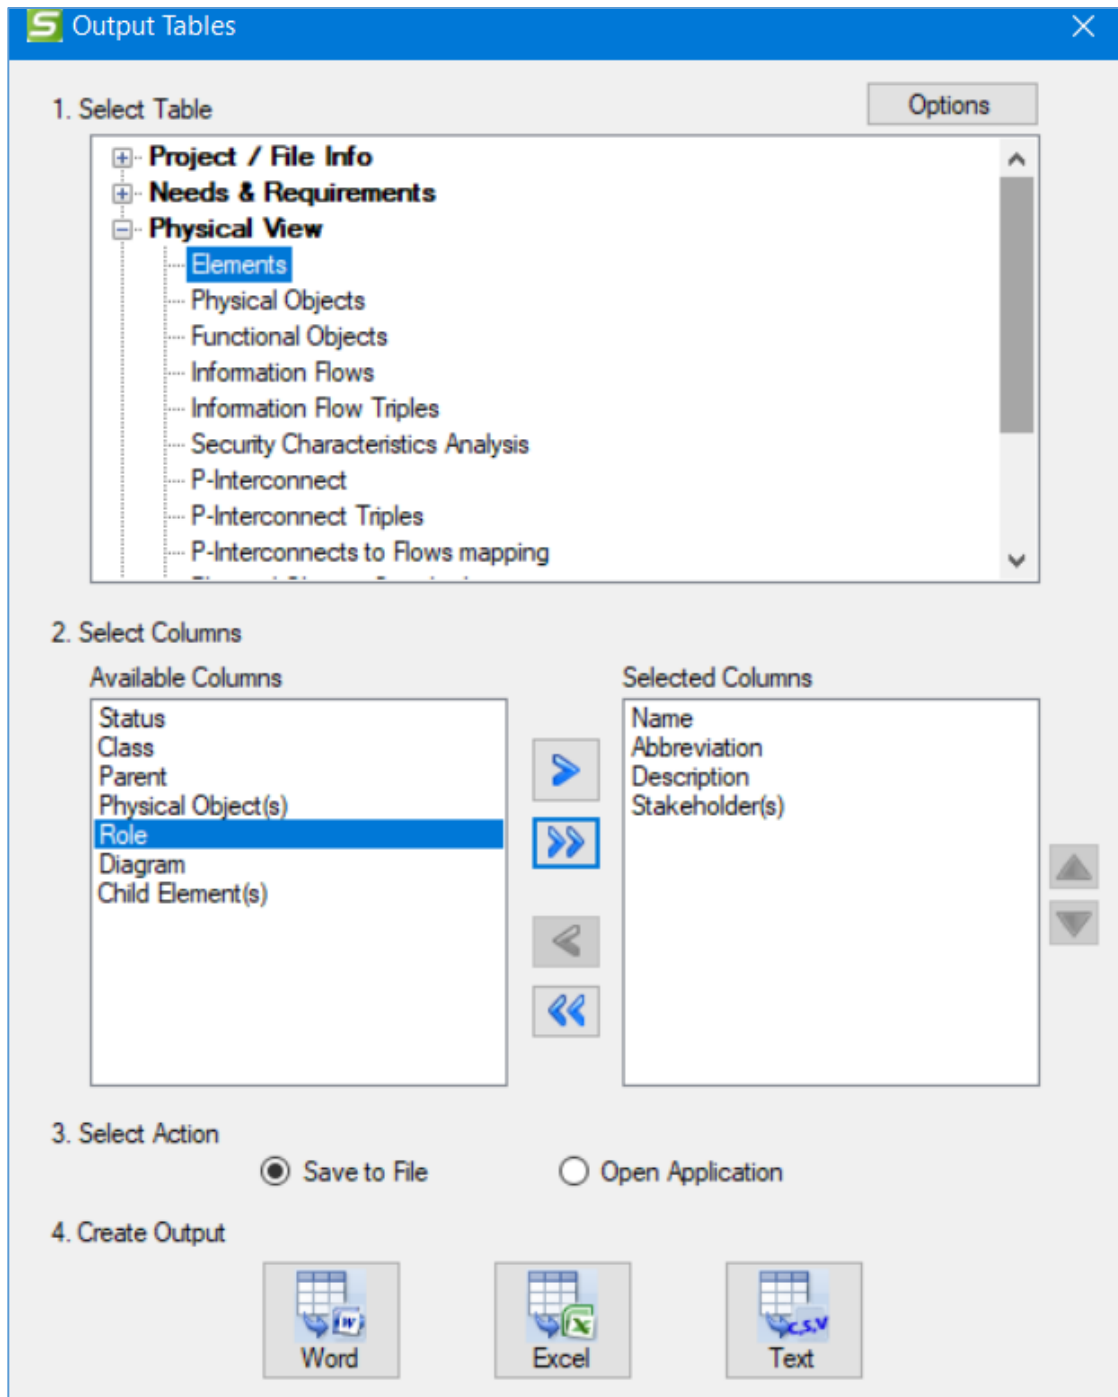 Output Tables
1. Select Table
Options
Project / File Info
Needs & Requirements
Physical View
Elements
Physical Objects
Functional Objects
Information Flows
Information Flow Triples
Security Characteristics Analysis
P-Interconnect
P-Interconnect Triples
P-Interconnects to Flows mapping
2. Select Columns
Available Columns
Selected Columns
Status
Class
Parent
Physical Object(s)
Role
Diagram
Child Element(s)
Name
Abbreviation
Description
Stakeholder(s)
3. Select Action
Save to File
Open Application
4. Create Output
Word
Excel
C,S,V
Text